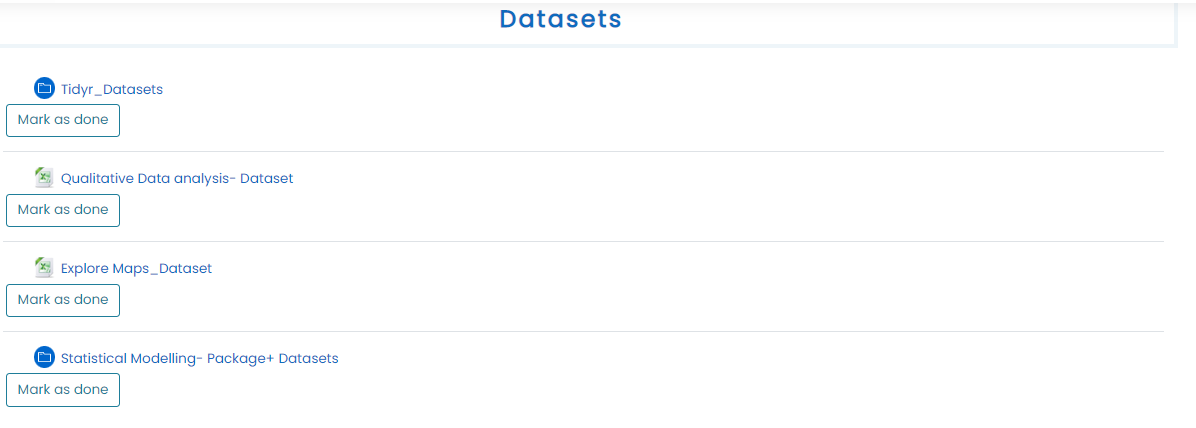 Datasets
Tidyr_Datasets
Mark as done
Qualitative Data analysis- Dataset
Mark as done
Explore Maps_Dataset
Mark as done
Statistical Modelling- Package+ Datasets
Mark as done